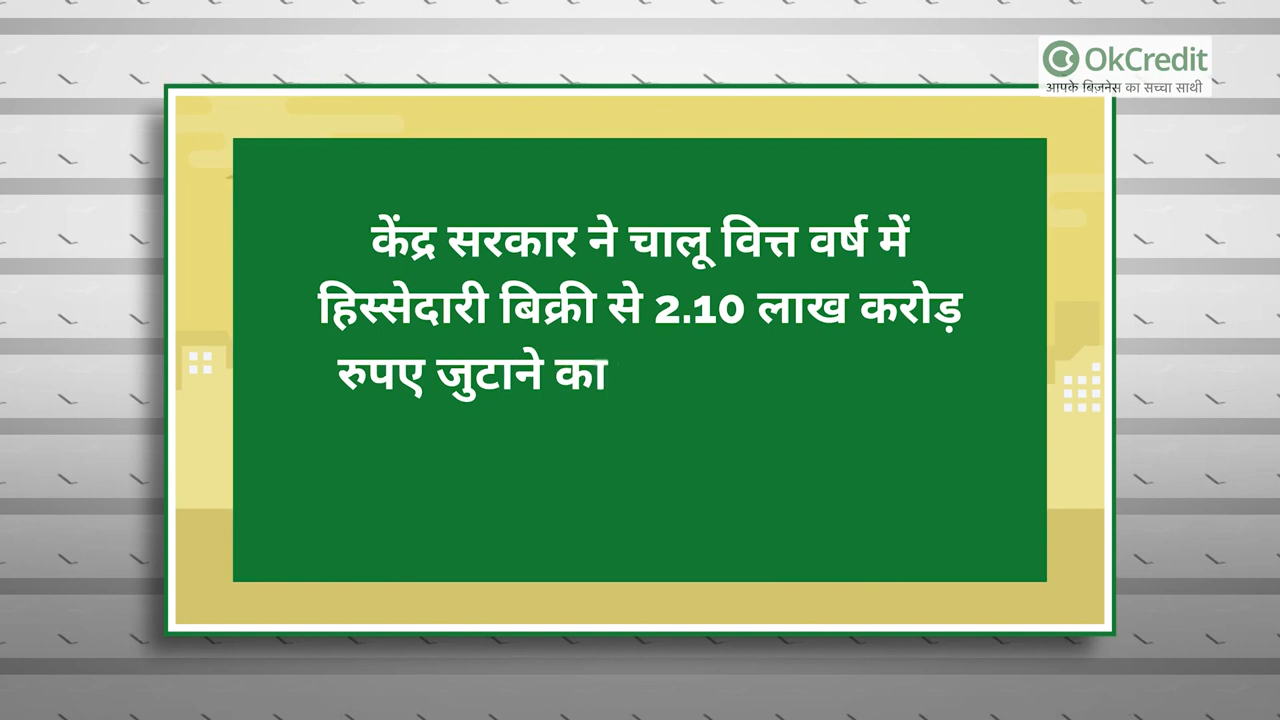 OkCredit
आपके बिज़नेस का सच्चा साथी
केंद्र सरकार ने चालू वित्त वर्ष में
हिस्सेदारी बिक्री से 2.10 लाख करोड़
रुपए जुटाने का